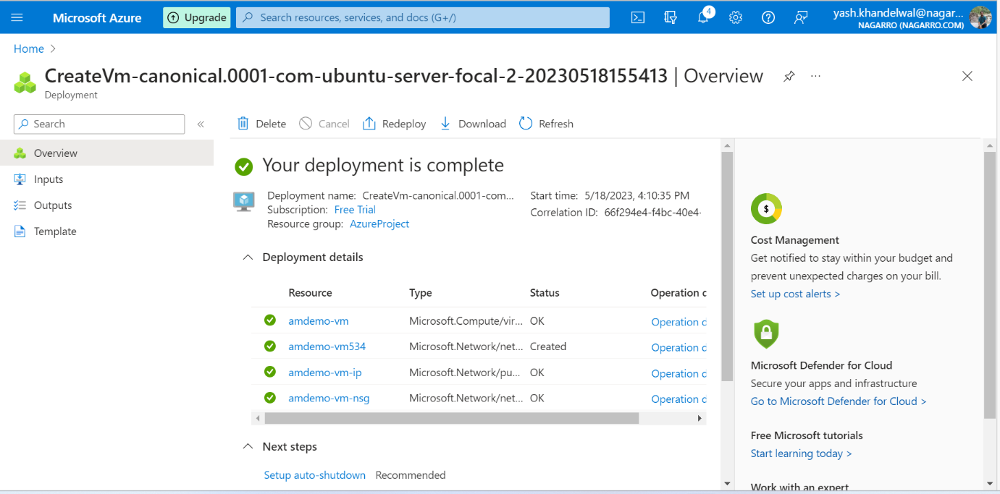 Microsoft Azure
Upgrade
Search resources, services, and docs (G+/)
4
yash.khandelwal@nagar...
NAGARRO (NAGARRO.COM)
Home
CreateVm-canonical.0001-com-ubuntu-server-focal-2-20230518155413 | Overview
Deployment
Search
Overview
Inputs
Outputs
Template
Delete Cancel Redeploy Download Refresh
Your deployment is complete
Deployment name: CreateVm-canonical.0001-com...
Subscription: Free Trial
Resource group: AzureProject
Start time: 5/18/2023, 4:10:35 PM
Correlation ID: 66f294e4-f4bc-40e4-
Deployment details
Resource Type Status Operation
amdemo-vm Microsoft.Compute/vir... OK Operation
amdemo-vm534 Microsoft.Network/net... Created Operation
amdemo-vm-ip Microsoft.Network/pu... OK Operation
amdemo-vm-nsg Microsoft.Network/net... OK Operation
Next steps
Setup auto-shutdown Recommended
$
Cost Management
Get notified to stay within your budget and
prevent unexpected charges on your bill.
Set up cost alerts >
Microsoft Defender for Cloud
Secure your apps and infrastructure
Go to Microsoft Defender for Cloud >
Free Microsoft tutorials
Start learning today >
Work with an expert